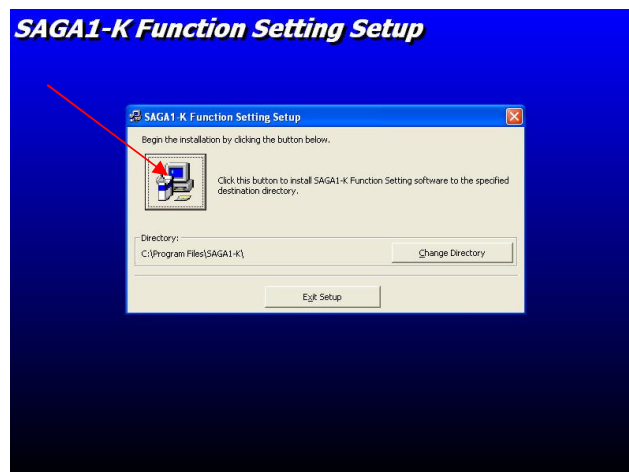 SAGA1-K Function Setting Setup
SAGA1-K Function Setting Setup
Begin the installation by clicking the button below.
Click this button to install SAGA1-K Function Setting software to the specified
destination directory.
Directory:
C:\Program Files\SAGA1-K\
Change Directory
Exit Setup